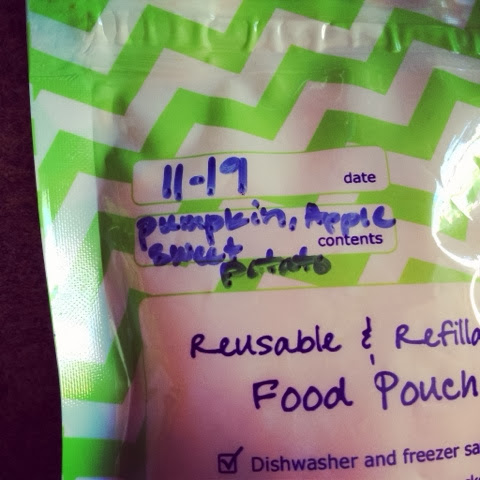 11-19 date
pumpkin, Apple
contents
sweet
potato
Reusable & Refilla
Food Pouch
Dishwasher and freezer sa